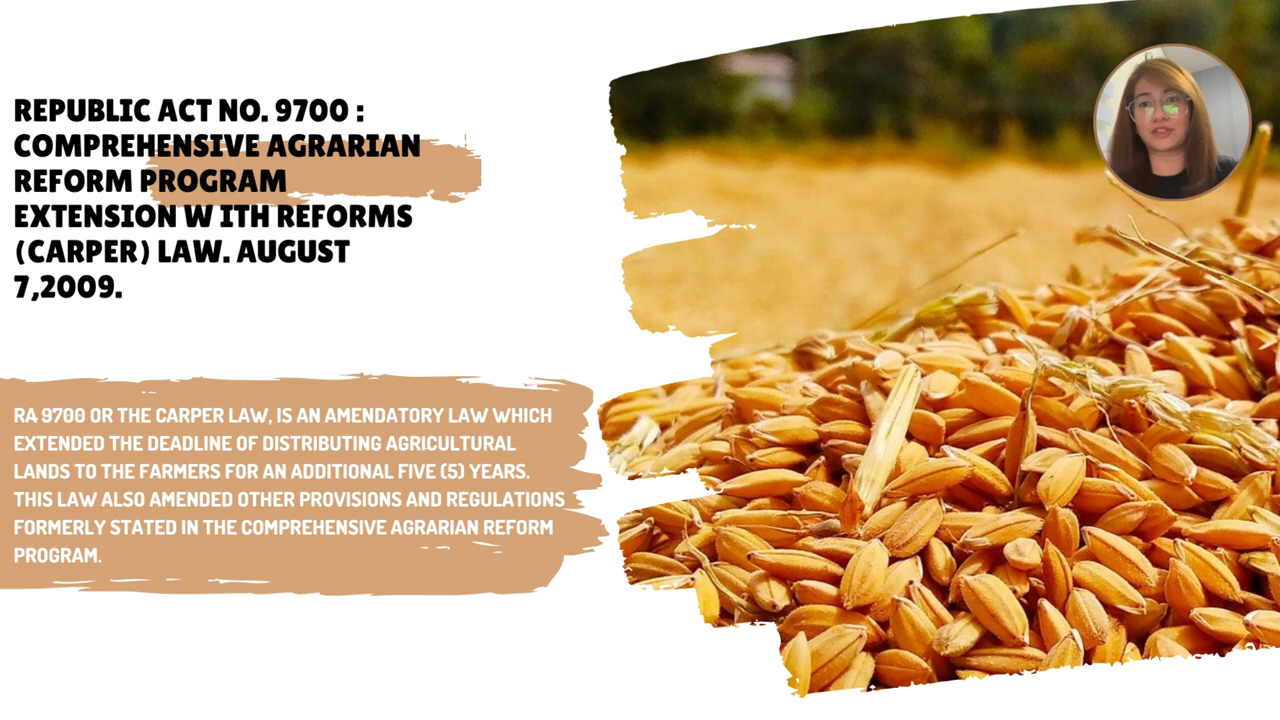 REPUBLIC ACT NO. 9700 :
COMPREHENSIVE AGRARIAN
REFORM PROGRAM
EXTENSION W ITH REFORMS
(CARPER) LAW. AUGUST
7,2009.
RA 9700 OR THE CARPER LAW, IS AN AMENDATORY LAW WHICH
EXTENDED THE DEADLINE OF DISTRIBUTING AGRICULTURAL
LANDS TO THE FARMERS FOR AN ADDITIONAL FIVE (5) YEARS.
THIS LAW ALSO AMENDED OTHER PROVISIONS AND REGULATIONS
FORMERLY STATED IN THE COMPREHENSIVE AGRARIAN REFORM
PROGRAM.